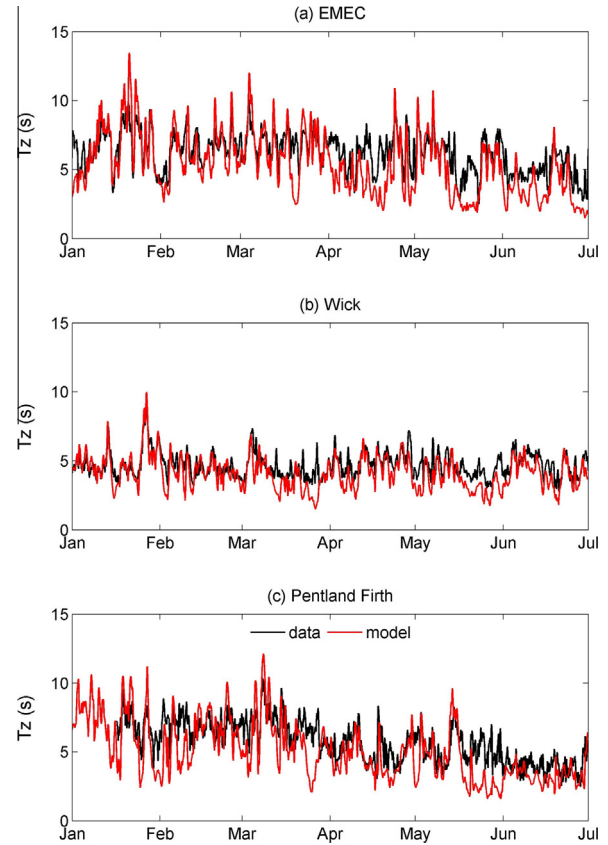 (a) EMEC
15
10
5
0
Tz (s)
Jan Feb Mar Apr May Jun Jul
(b) Wick
15
10
5
0
Tz (s)
Jan Feb Mar Apr May Jun Jul
(c) Pentland Firth
15
10
5
0
Tz (s)
data model
Jan Feb Mar Apr May Jun Jul